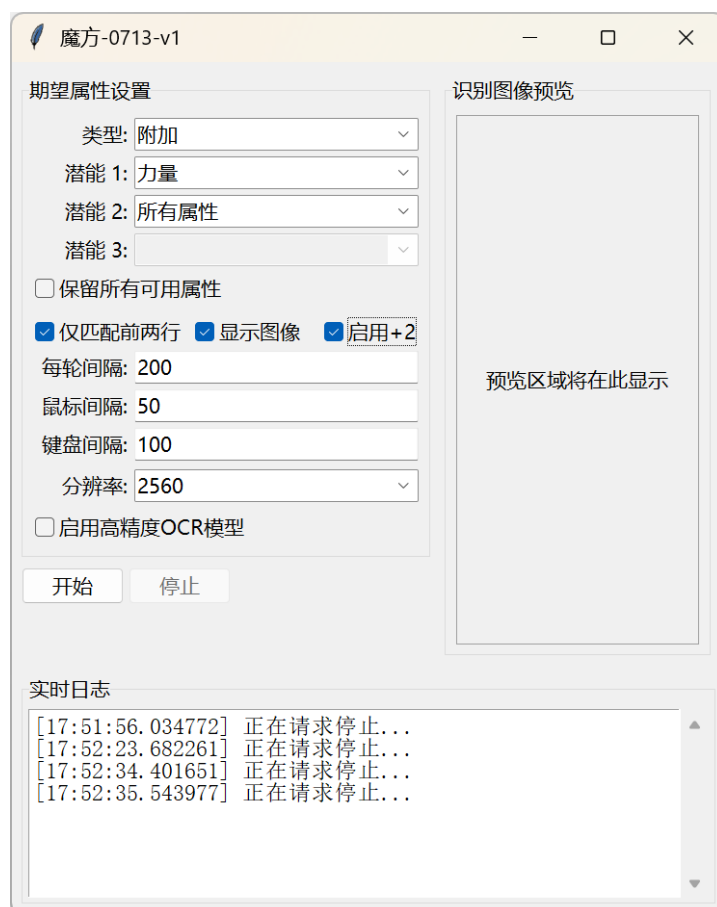 魔方-0713-v1
期望属性设置
类型: 附加
潜能 1: 力量
潜能 2: 所有属性
潜能 3:
保留所有可用属性
仅匹配前两行 显示图像 启用+2
每轮间隔: 200
鼠标间隔: 50
键盘间隔: 100
分辨率: 2560
启用高精度OCR模型
开始 停止
识别图像预览
预览区域将在此显示
实时日志
[17:51:56.034772] 正在请求停止...
[17:52:23.682261] 正在请求停止...
[17:52:34.401651] 正在请求停止...
[17:52:35.543977] 正在请求停止...